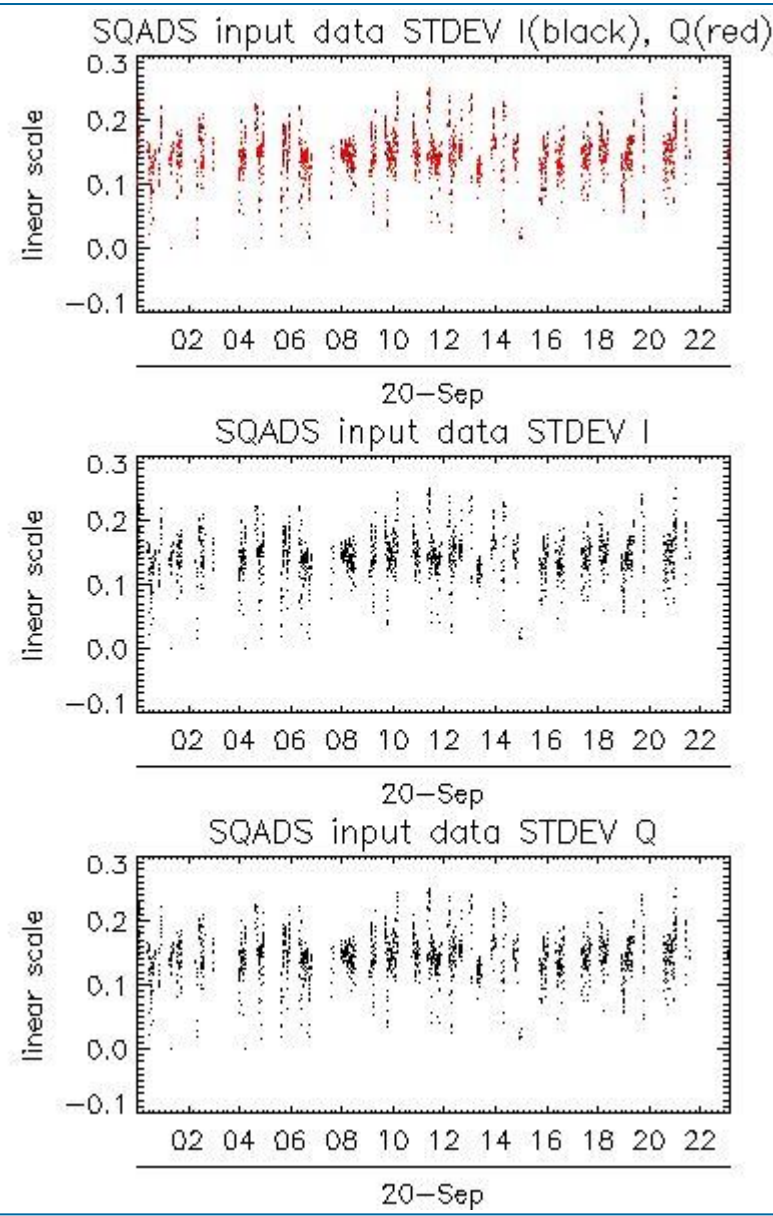 SQADS input data STDEV I(black), Q(red)
0.3
0.2
0.1
0.0
−0.1
linear scale
02 04 06 08 10 12 14 16 18 20 22
20−Sep
SQADS input data STDEV I
0.3
0.2
0.1
0.0
−0.1
linear scale
02 04 06 08 10 12 14 16 18 20 22
20−Sep
SQADS input data STDEV Q
0.3
0.2
0.1
0.0
−0.1
linear scale
02 04 06 08 10 12 14 16 18 20 22
20−Sep